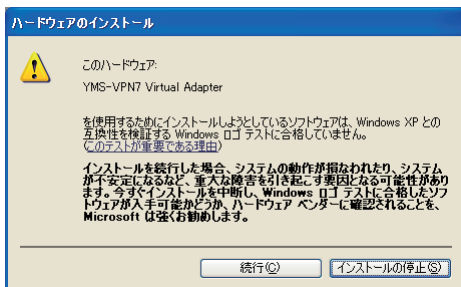 ハードウェアのインストール
このハードウェア:
YMS-VPN7 Virtual Adapter
を使用するためにインストールしようとしているソフトウェアは、Windows XP との
互換性を検証する Windows ロゴ テストに合格していません。
(このテストが重要である理由)
インストールを続行した場合、システムの動作が損なわれたり、システム
が不安定になるなど、重大な障害を引き起こす要因となる可能性があり
ます。今すぐインストールを中断し、Windows ロゴ テストに合格したソフ
トウェアが入手可能かどうか、ハードウェア ベンダーに確認されることを、
Microsoft は強くお勧めします。
続行(C)
インストールの停止(S)